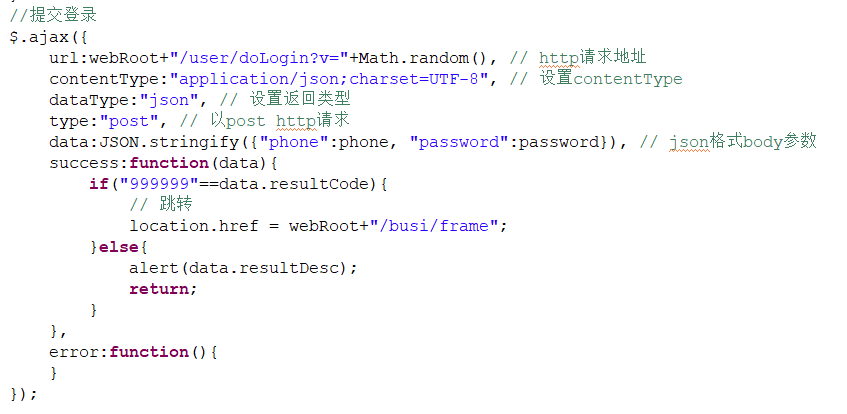 //提交登录
$.ajax({
    url:webRoot+"/user/doLogin?v="+Math.random(), // http请求地址
    contentType:"application/json;charset=UTF-8", // 设置contentType
    dataType:"json", // 设置返回类型
    type:"post", // 以post http请求
    data:JSON.stringify({"phone":phone, "password":password}), // json格式body参数
    success:function(data){
        if("999999"==data.resultCode){
            // 跳转
            location.href = webRoot+"/busi/frame";
        }else{
            alert(data.resultDesc);
            return;
        }
    },
    error:function(){
    }
});